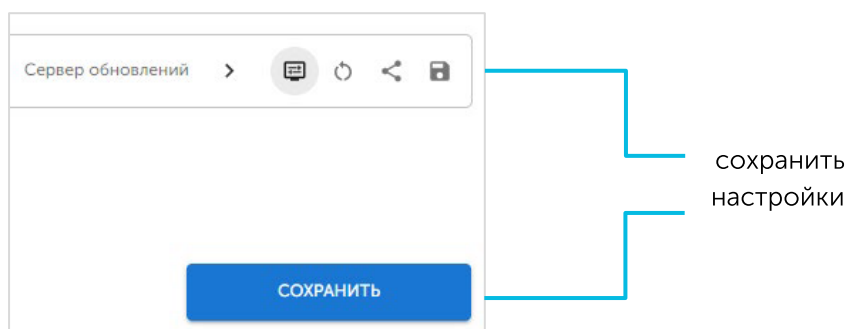 Сервер обновлений
сохранить
настройки
СОХРАНИТЬ